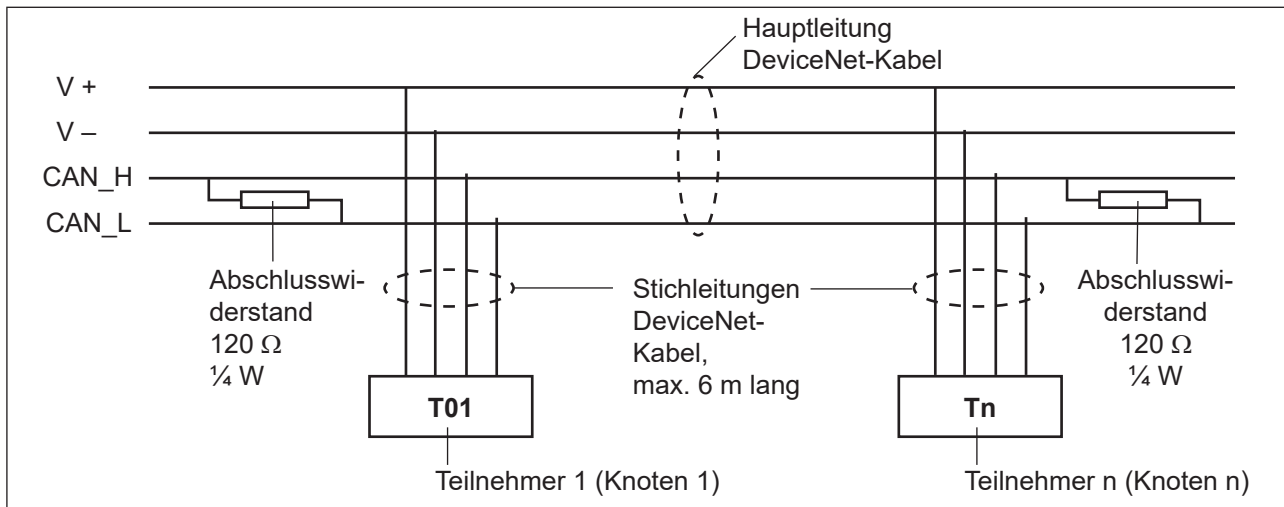 Hauptleitung
DeviceNet-Kabel
V +
V –
CAN_H
CAN_L
Abschlusswi-
derstand
120 Ω
¼ W
Stichleitungen
DeviceNet-
Kabel,
max. 6 m lang
Abschlusswi-
derstand
120 Ω
¼ W
T01
Tn
Teilnehmer 1 (Knoten 1)
Teilnehmer n (Knoten n)